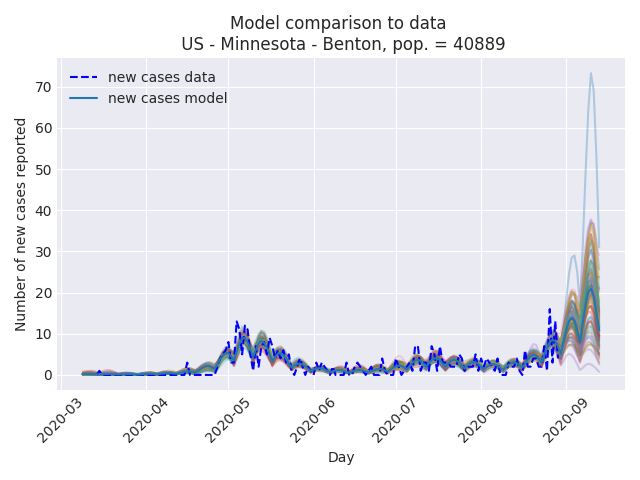 Model comparison to data
US - Minnesota - Benton, pop. = 40889
new cases data
new cases model
Number of new cases reported
70
60
50
40
30
20
10
0
2020-03
2020-04
2020-05
2020-06
2020-07
2020-08
2020-09
Day